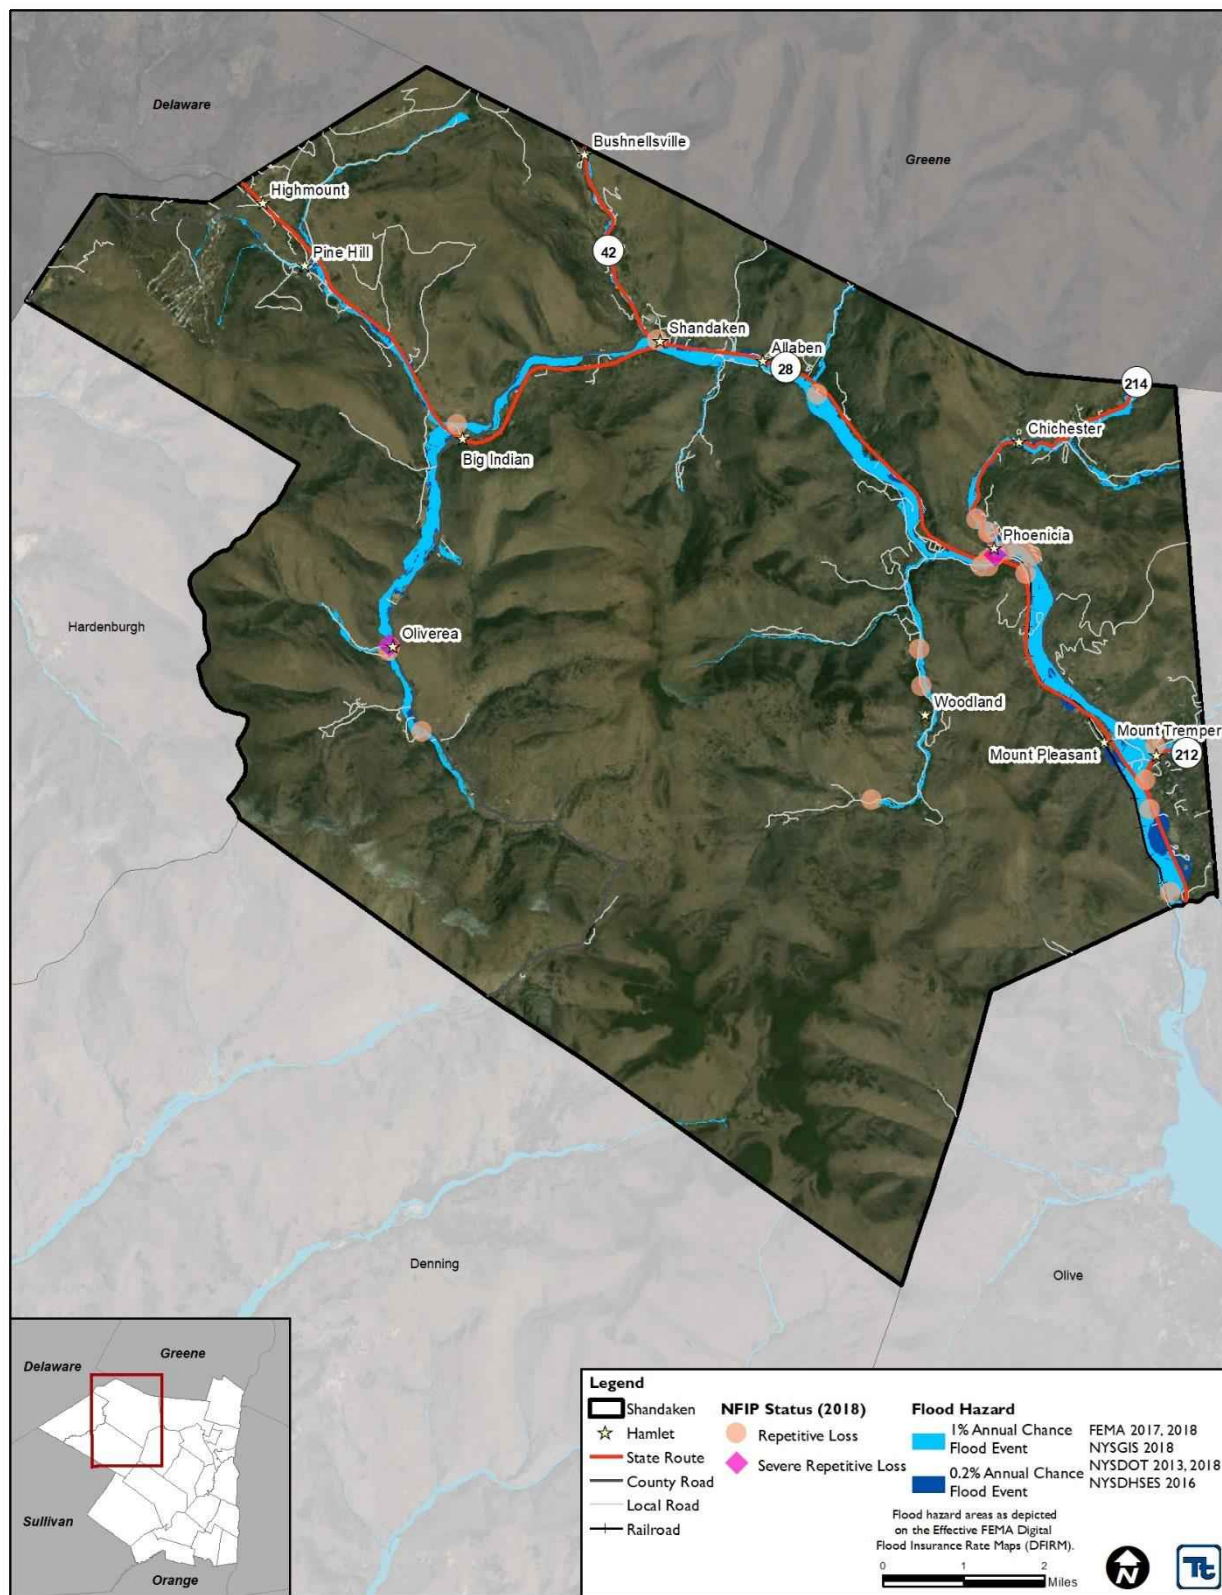 Delaware
Greene
Bushnellsville
Highmount
42
Pine Hill
Shandaken
Allaben
28
214
Chichester
Big Indian
Phoenicia
Hardenburgh
Oliverea
Woodland
Mount Tremper
Mount Pleasant
212
Denning
Olive
Delaware
Greene
Sullivan
Orange
Legend
Shandaken
Hamlet
State Route
County Road
Local Road
Railroad
NFIP Status (2018)
Repetitive Loss
Severe Repetitive Loss
Flood Hazard
1% Annual Chance
Flood Event
0.2% Annual Chance
Flood Event
FEMA 2017, 2018
NYSGIS 2018
NYSDOT 2013, 2018
NYSDHSES 2016
Flood hazard areas as depicted
on the Effective FEMA Digital
Flood Insurance Rate Maps (DFIRM).
0 1 2
Miles
N
Tt